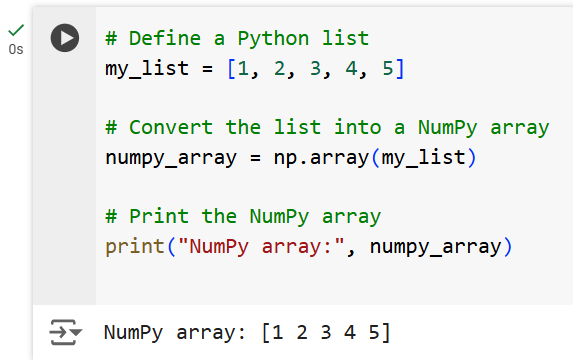 # Define a Python list
my_list = [1, 2, 3, 4, 5]
# Convert the list into a NumPy array
numpy_array = np.array(my_list)
# Print the NumPy array
print("NumPy array:", numpy_array)
0s
NumPy array: [1 2 3 4 5]